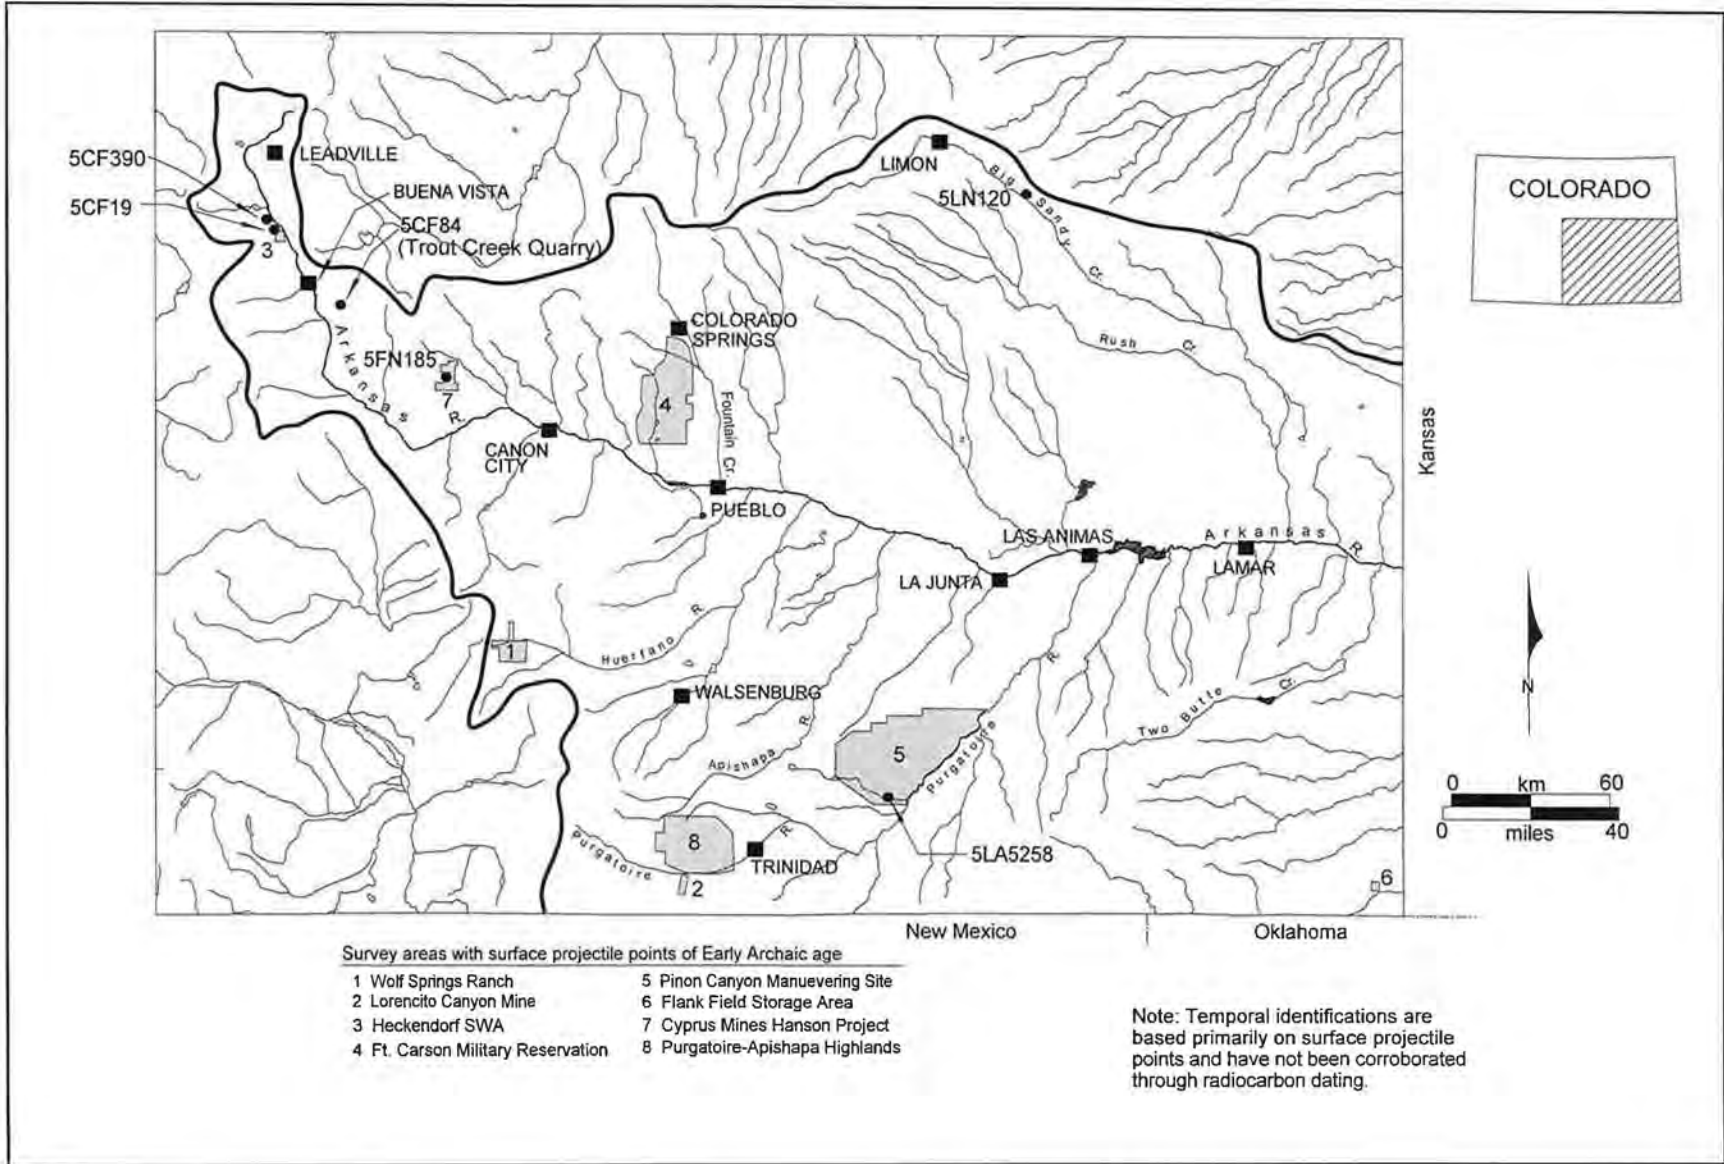 5CF390
5CF19
LEADVILLE
BUENA VISTA
5CF84
(Trout Creek Quarry)
3
LIMON
Big Sandy Cr.
5LN120
COLORADO
COLORADO
SPRINGS
Arkansas R.
5FN185
7
4
Fountain Cr.
Rush Cr.
CANON
CITY
PUEBLO
Kansas
LAS ANIMAS
Arkansas R.
LAMAR
LA JUNTA
1
Huerfano R.
WALSENBURG
Apishapa R.
5
Purgatoire R.
Two Butte Cr.
N
0 km 60
0 miles 40
8
Purgatoire R.
TRINIDAD
2
5LA5258
6
New Mexico
Oklahoma
Survey areas with surface projectile points of Early Archaic age
1 Wolf Springs Ranch
2 Lorencito Canyon Mine
3 Heckendorf SWA
4 Ft. Carson Military Reservation
5 Pinon Canyon Manuevering Site
6 Flank Field Storage Area
7 Cyprus Mines Hanson Project
8 Purgatoire-Apishapa Highlands
Note: Temporal identifications are
based primarily on surface projectile
points and have not been corroborated
through radiocarbon dating.